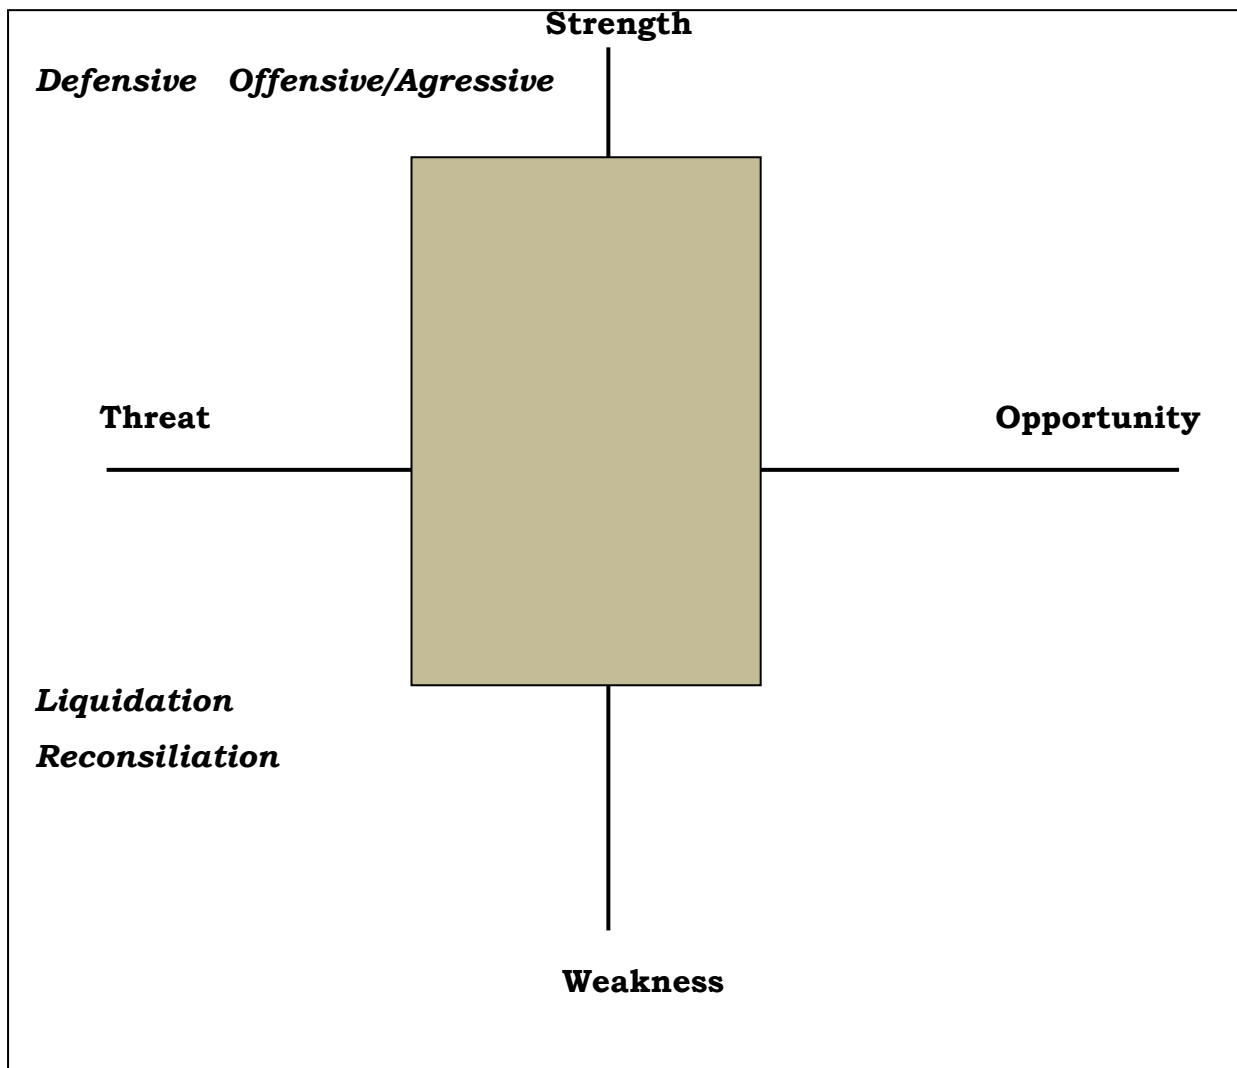 Strength
Defensive Offensive/Agressive
Threat Opportunity
Liquidation
Reconsiliation
Weakness